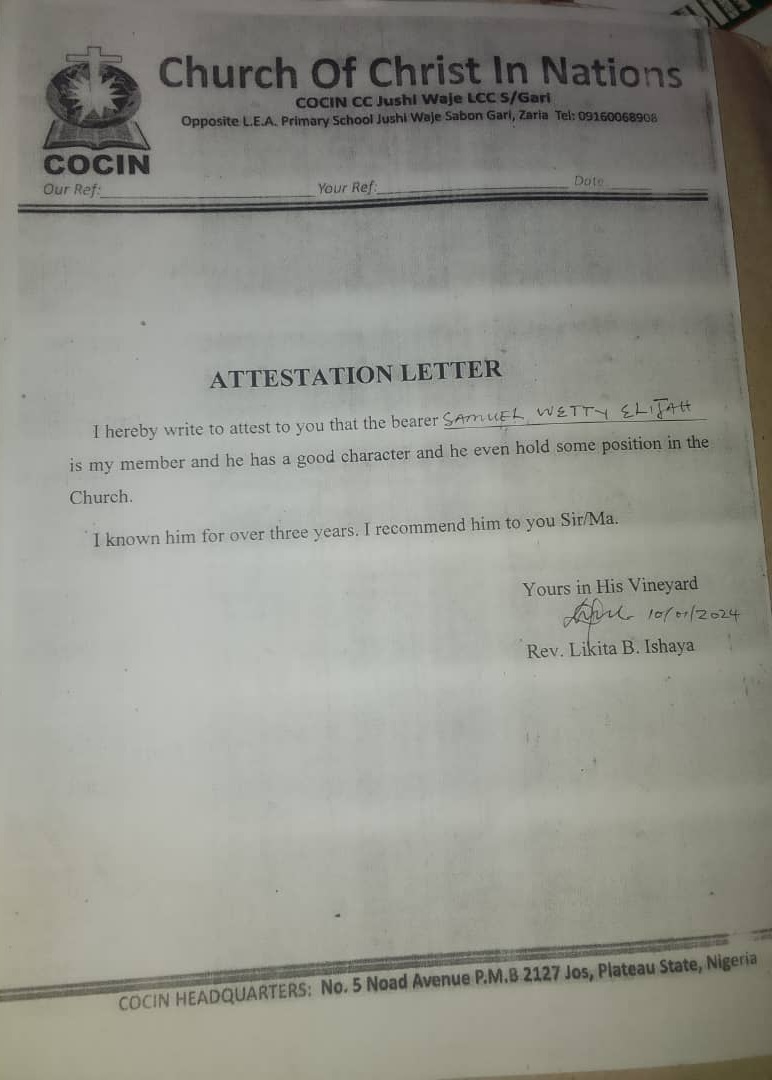 Church Of Christ In Nations
COCIN CC Jushi Waje LCC S/Gari
Opposite L.E.A. Primary School Jushi Waje Sabon Gari, Zaria Tel: 09160068908
COCIN
Our Ref: Your Ref: Date
ATTESTATION LETTER
I hereby write to attest to you that the bearer SAMUEL WETTY ELIJAH
is my member and he has a good character and he even hold some position in the
Church.
I known him for over three years. I recommend him to you Sir/Ma.
Yours in His Vineyard
10/01/2024
Rev. Likita B. Ishaya
COCIN HEADQUARTERS: No. 5 Noad Avenue P.M.B 2127 Jos, Plateau State, Nigeria